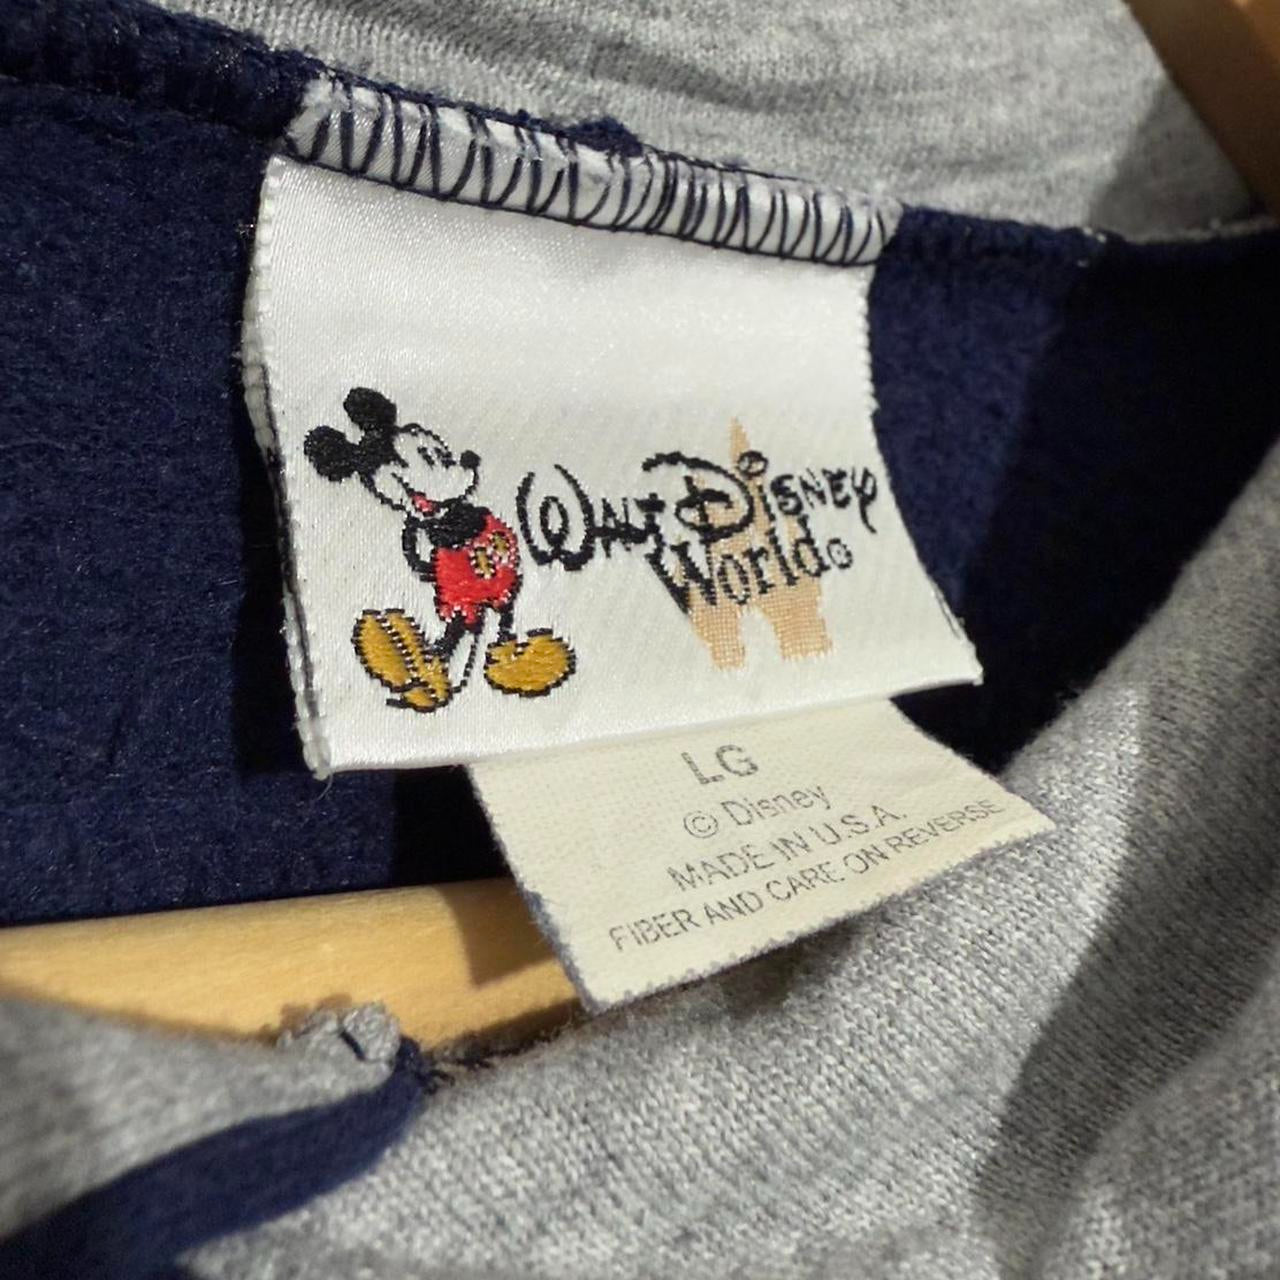 WALT DISNEY
World®
LG
© Disney
MADE IN U.S.A.
FIBER AND CARE ON REVERSE